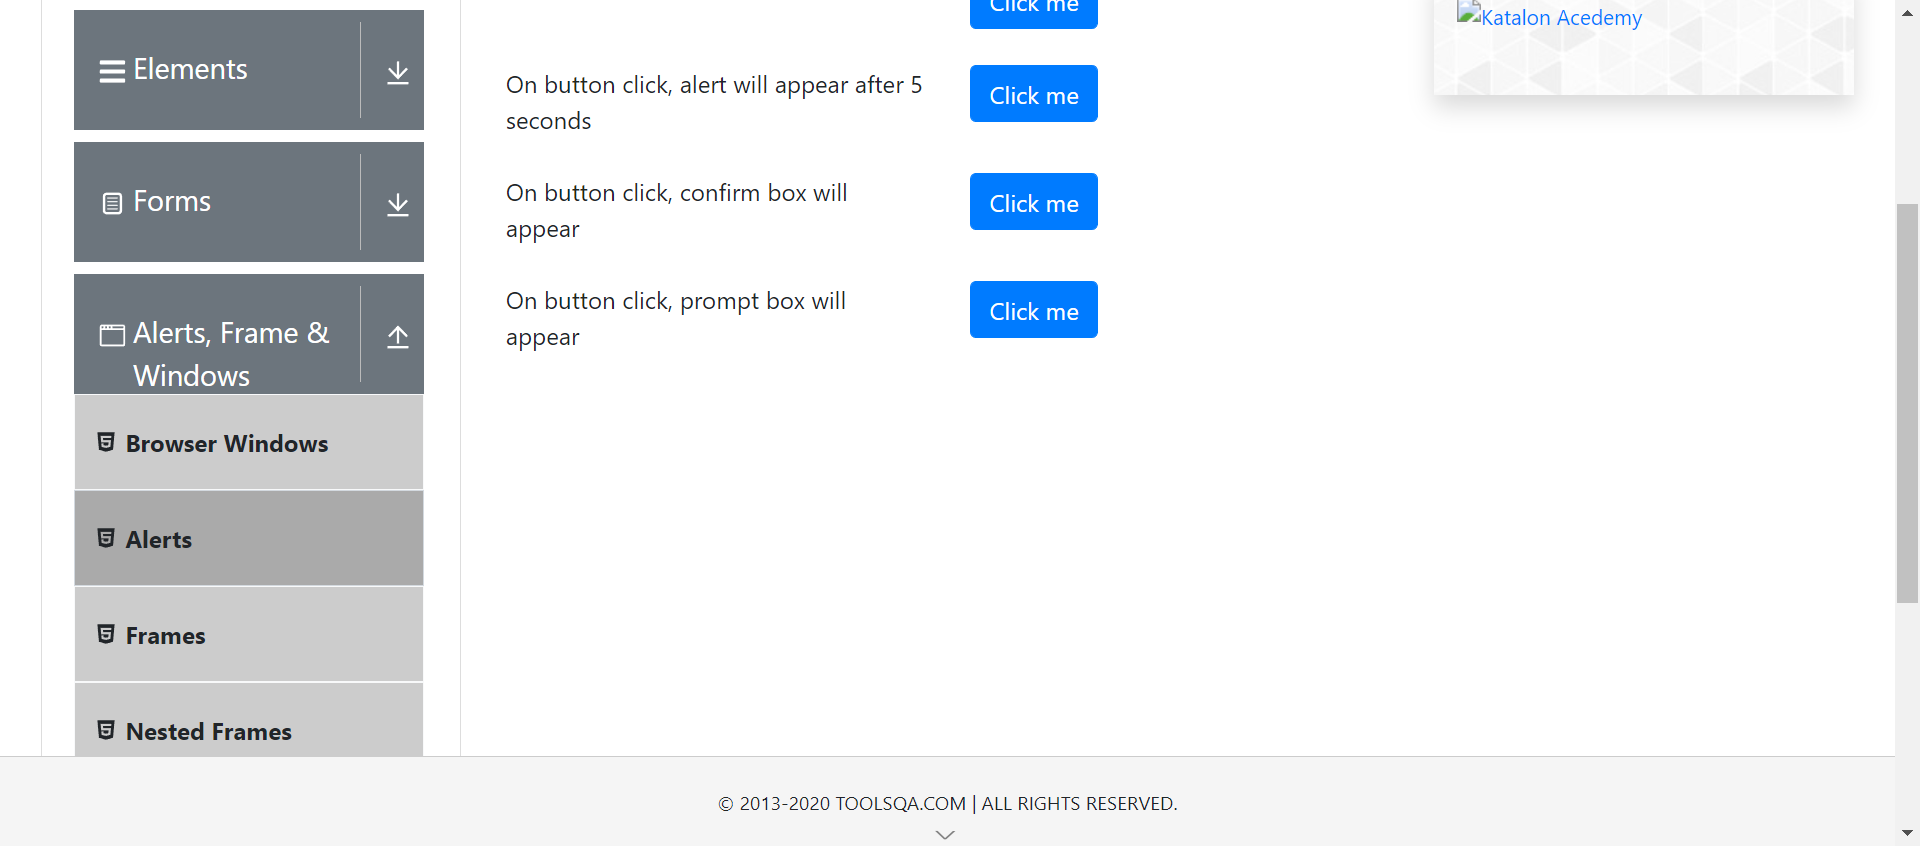 Elements
Forms
Alerts, Frame &
Windows
Browser Windows
Alerts
Frames
Nested Frames
Click me
On button click, alert will appear after 5
seconds
Click me
On button click, confirm box will
appear
Click me
On button click, prompt box will
appear
Click me
Katalon Acedemy
© 2013-2020 TOOLSQA.COM | ALL RIGHTS RESERVED.